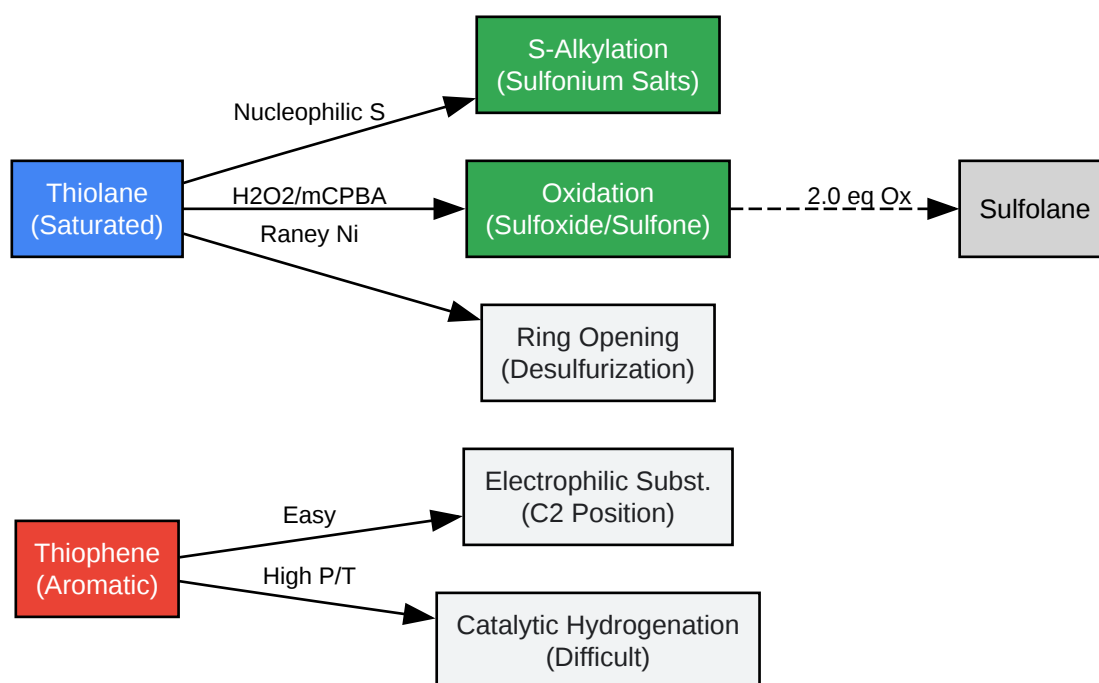 S-Alkylation
(Sulfonium Salts)
Nucleophilic S
Thiolane
(Saturated)
H2O2/mCPBA
Oxidation
(Sulfoxide/Sulfone)
2.0 eq Ox
Sulfolane
Raney Ni
Ring Opening
(Desulfurization)
Electrophilic Subst.
(C2 Position)
Easy
Thiophene
(Aromatic)
High P/T
Catalytic Hydrogenation
(Difficult)